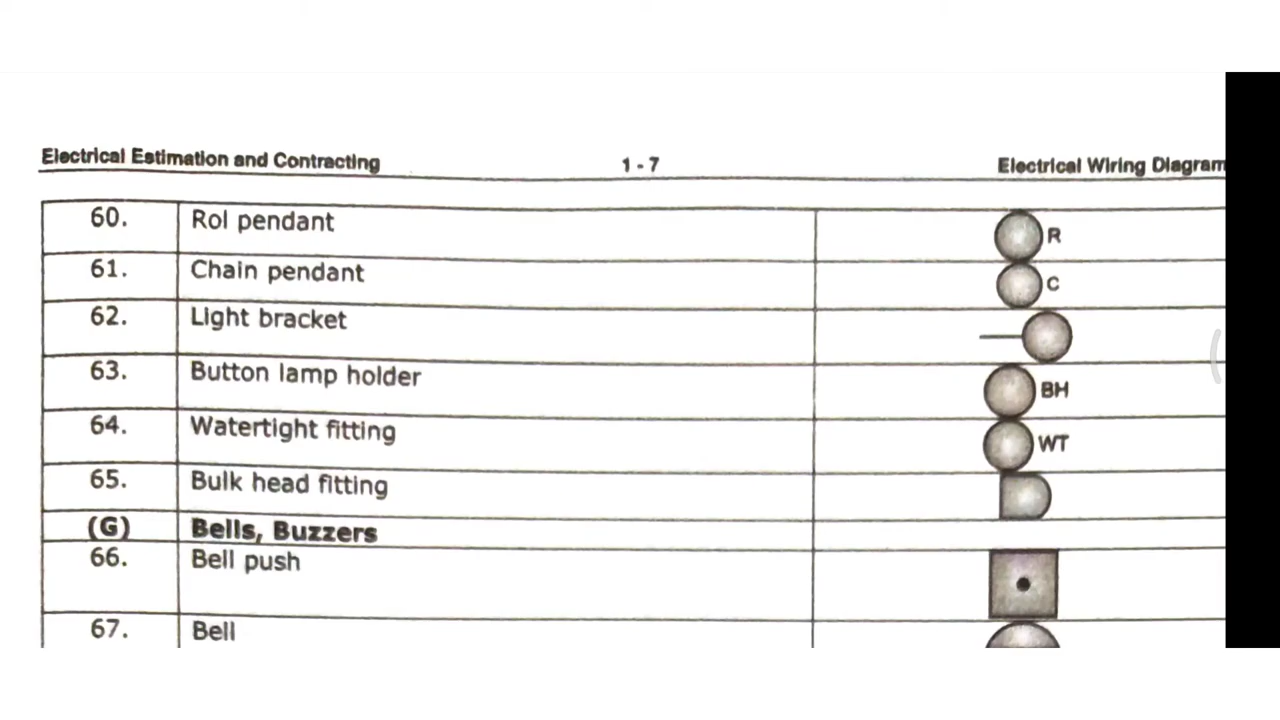 Electrical Estimation and Contracting 1 - 7 Electrical Wiring Diagram
60. Rol pendant R
61. Chain pendant C
62. Light bracket
63. Button lamp holder BH
64. Watertight fitting WT
65. Bulk head fitting
(G) Bells, Buzzers
66. Bell push
67. Bell